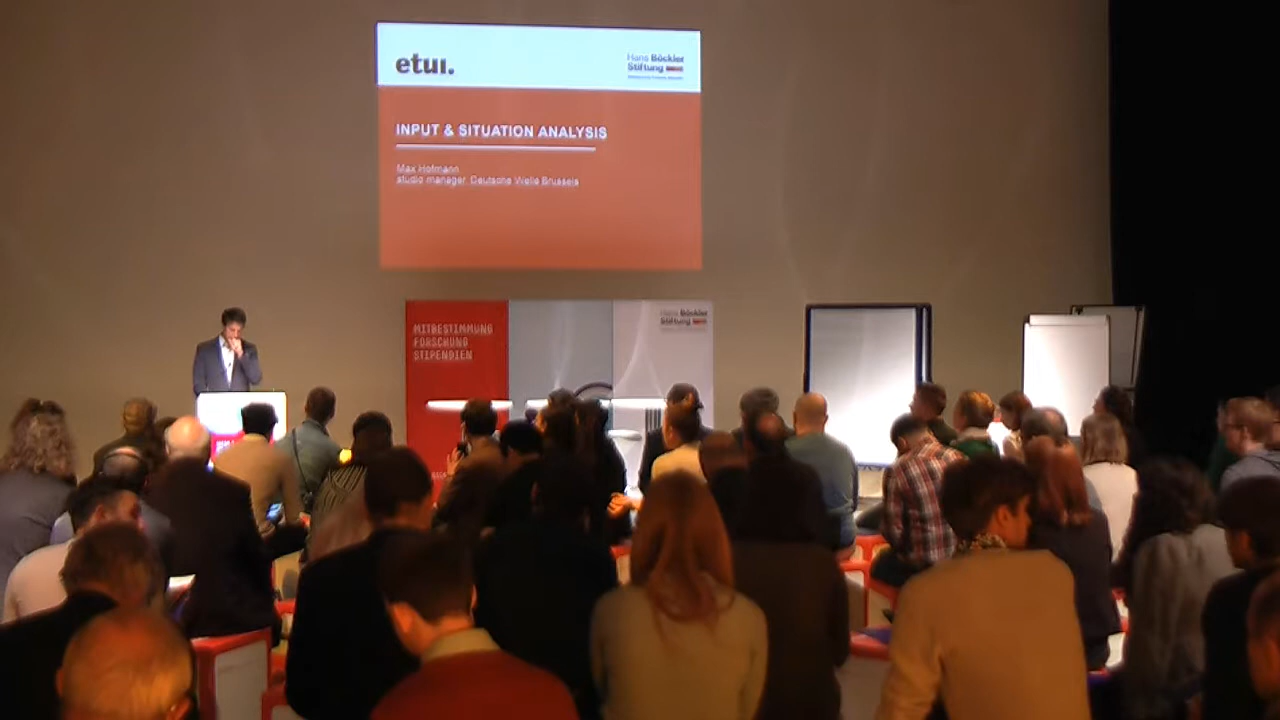 etui.
Hans Böckler
Stiftung
INPUT & SITUATION ANALYSIS
Max Hofmann
studio manager Deutsche Welle Brussels
MITBESTIMMUNG
FORSCHUNG
STIPENDIEN
Hans Böckler
Stiftung